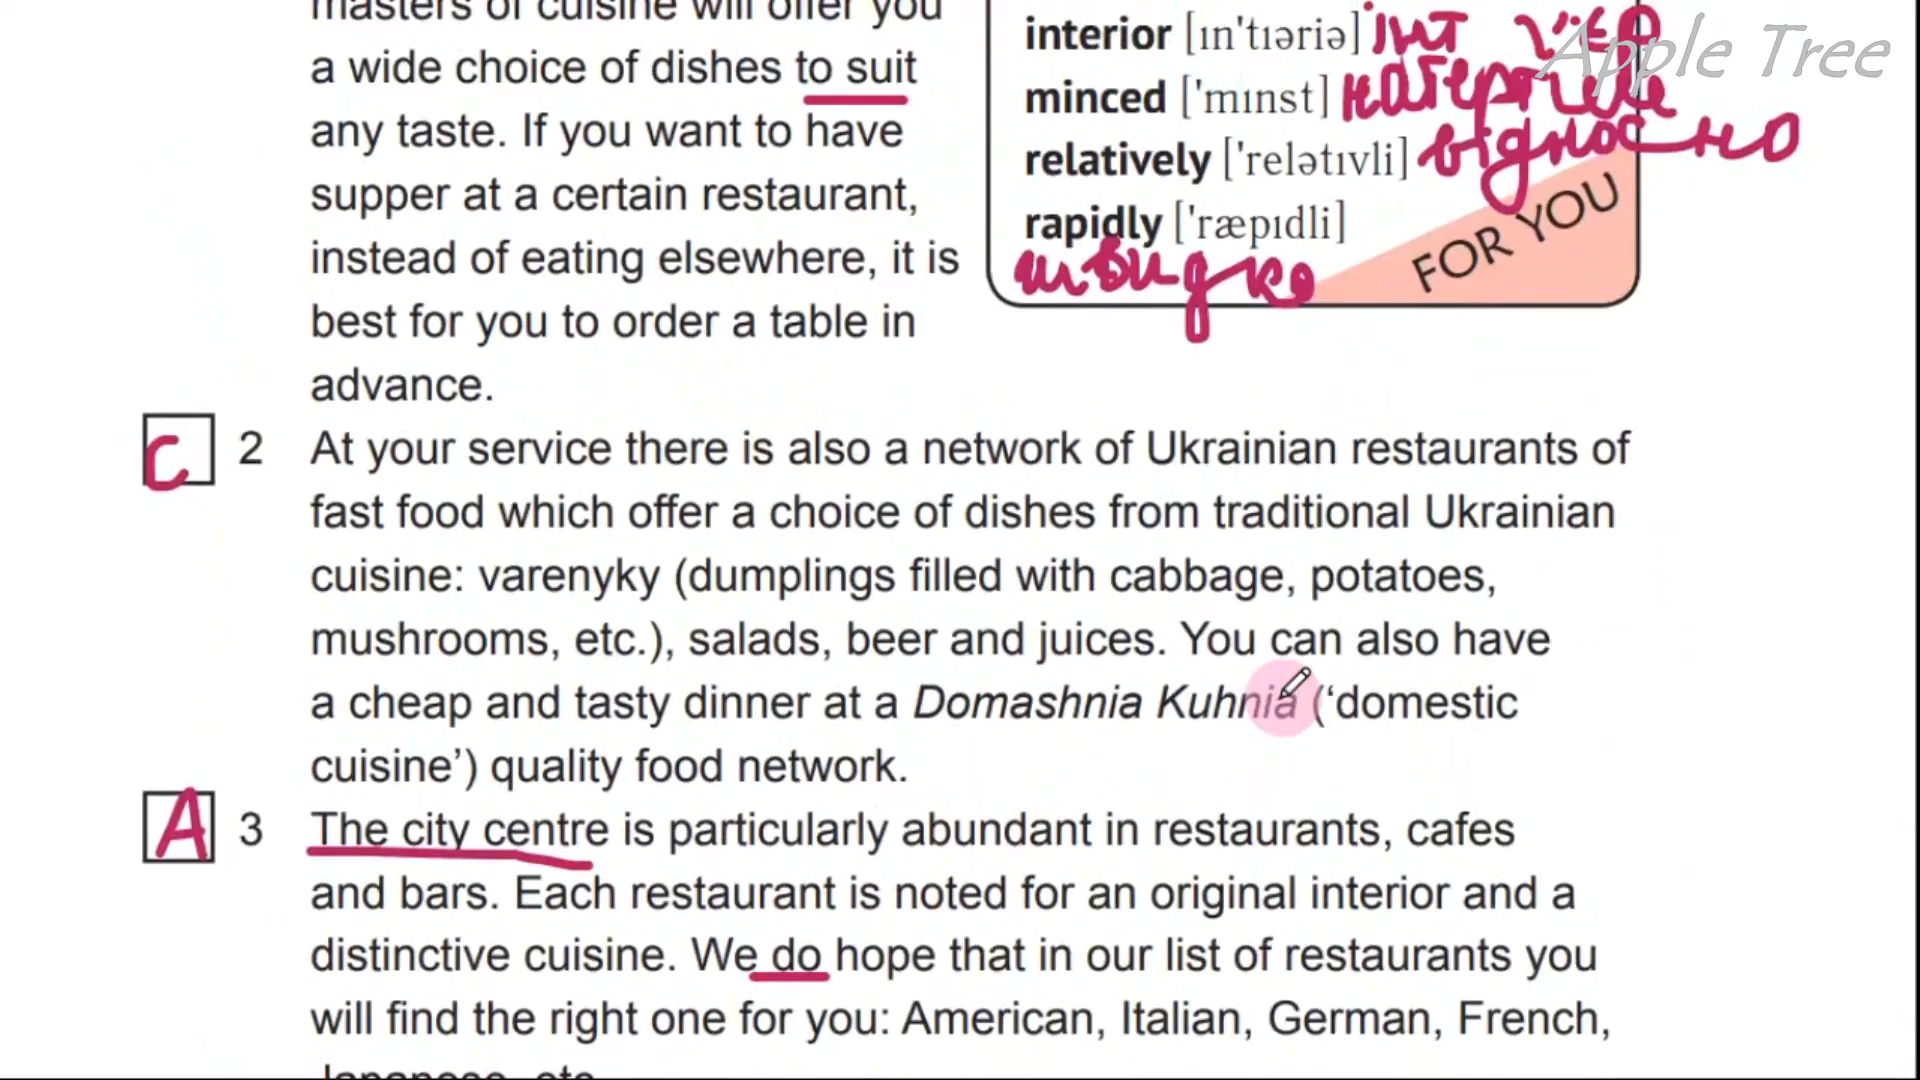 masters of cuisine will offer you
a wide choice of dishes to suit
any taste. If you want to have
supper at a certain restaurant,
instead of eating elsewhere, it is
best for you to order a table in
advance.
interior [ɪn'tɪəriə]
minced ['mɪnst]
relatively ['relətɪvli] відносно
rapidly ['ræpɪdli]
швидко
FOR YOU
Apple Tree
C 2 At your service there is also a network of Ukrainian restaurants of
fast food which offer a choice of dishes from traditional Ukrainian
cuisine: varenyky (dumplings filled with cabbage, potatoes,
mushrooms, etc.), salads, beer and juices. You can also have
a cheap and tasty dinner at a Domashnia Kuhnia (‘domestic
cuisine’) quality food network.
A 3 The city centre is particularly abundant in restaurants, cafes
and bars. Each restaurant is noted for an original interior and a
distinctive cuisine. We do hope that in our list of restaurants you
will find the right one for you: American, Italian, German, French,
Japanese, etc.